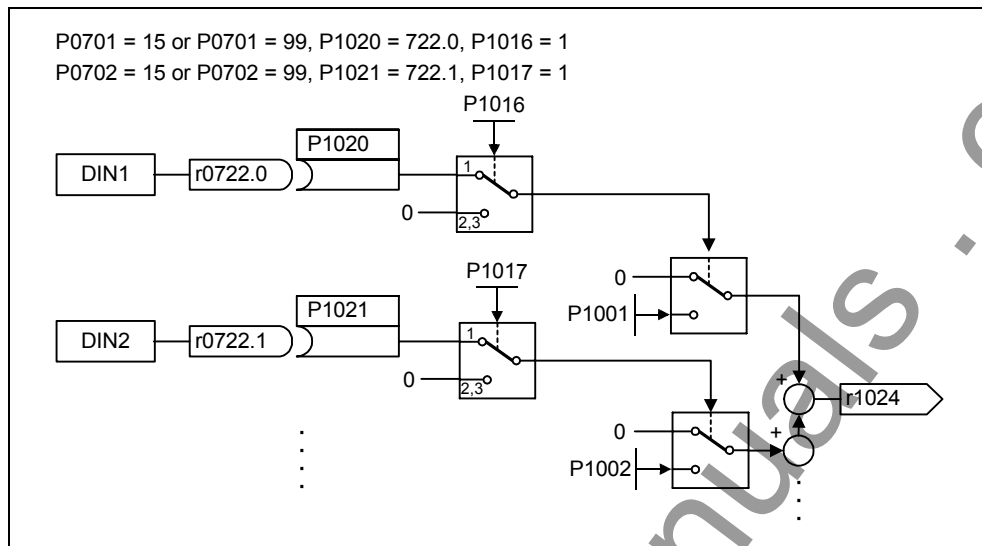 P0701 = 15 or P0701 = 99, P1020 = 722.0, P1016 = 1
P0702 = 15 or P0702 = 99, P1021 = 722.1, P1017 = 1
P1016
P1020
DIN1
r0722.0
1
0
2,3
P1017
0
P1001
P1021
DIN2
r0722.1
1
0
2,3
+
r1024
+
0
P1002
nuals .